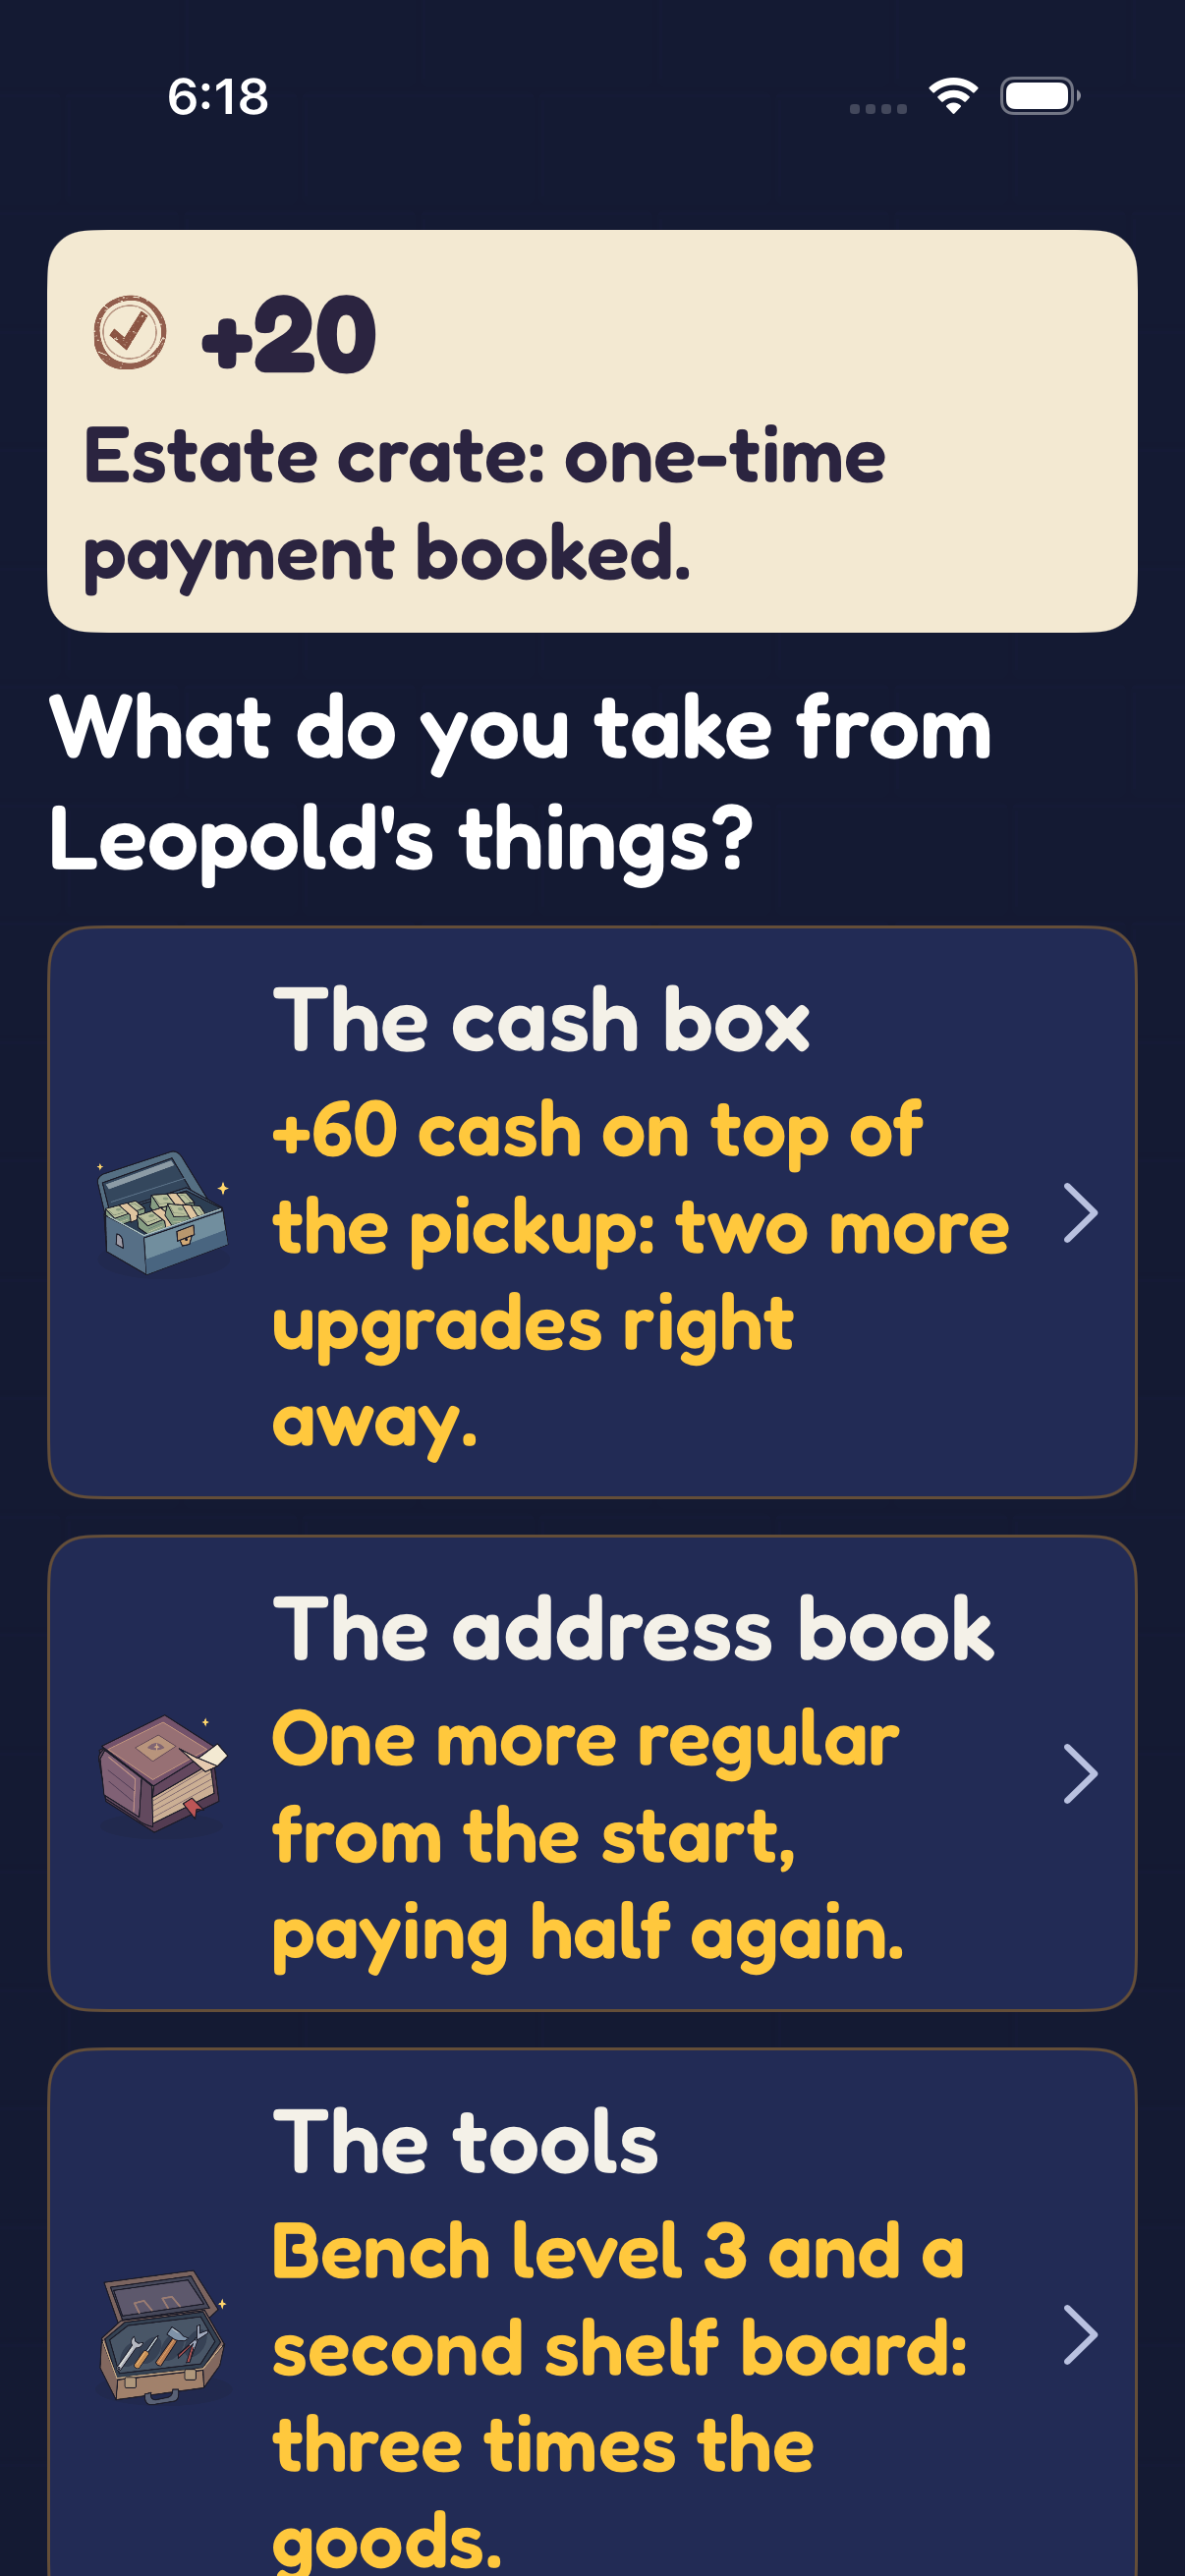 6:18
+20
Estate crate: one-time
payment booked.
What do you take from
Leopold's things?
The cash box
+60 cash on top of
the pickup: two more
upgrades right
away.
The address book
One more regular
from the start,
paying half again.
The tools
Bench level 3 and a
second shelf board:
three times the
goods.